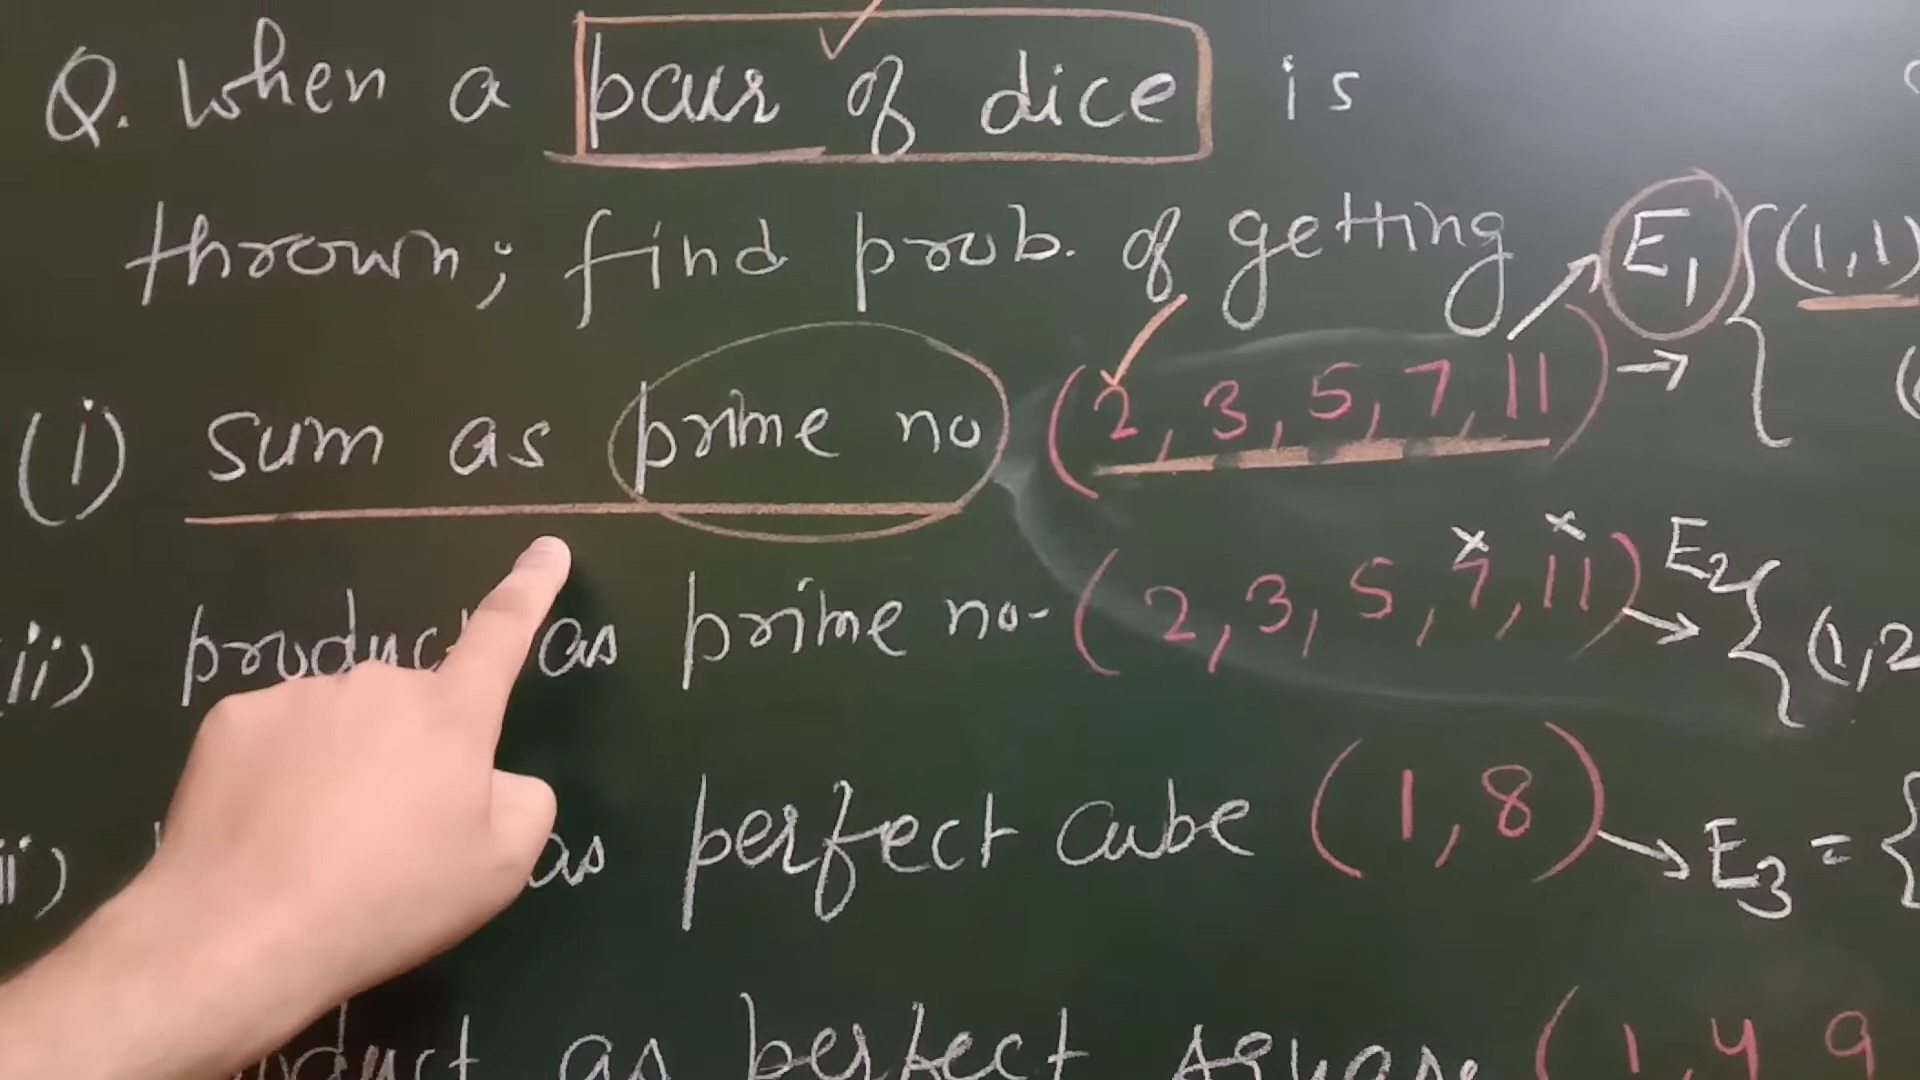 Q. When a pair of dice is
thrown; find prob. of getting E1 { (1,1)
(i) sum as prime no (2, 3, 5, 7, 11) → {
ii) product as prime no- (2, 3, 5, 7, 11) → E2 { (1,2
ii) as perfect cube (1, 8) → E3 = {
as perfect square (1, 4 9